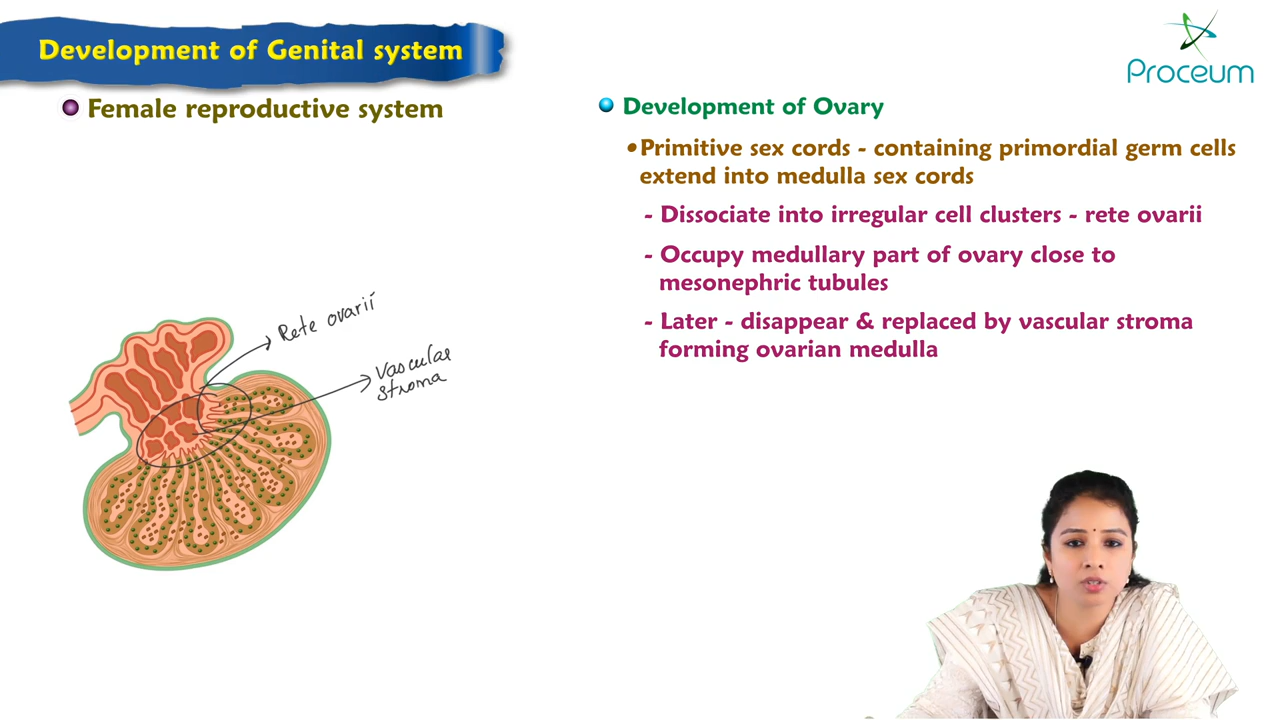 Development of Genital system
Proceum
Female reproductive system
Development of Ovary
•Primitive sex cords - containing primordial germ cells
extend into medulla sex cords
- Dissociate into irregular cell clusters - rete ovarii
- Occupy medullary part of ovary close to
mesonephric tubules
- Later - disappear & replaced by vascular stroma
forming ovarian medulla
Rete ovarii
Vascular
stroma